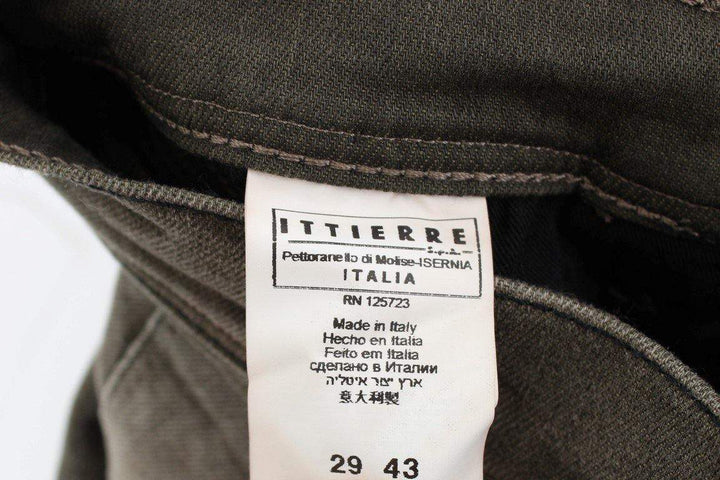 ITTIERRE
S.p.A.
Pettoranello di Molise-ISERNIA
ITALIA
RN 125723
Made in Italy
Hecho en Italia
Feito em Italia
сделано в Италии
ארץ יצור איטליה
意大利製
29 43